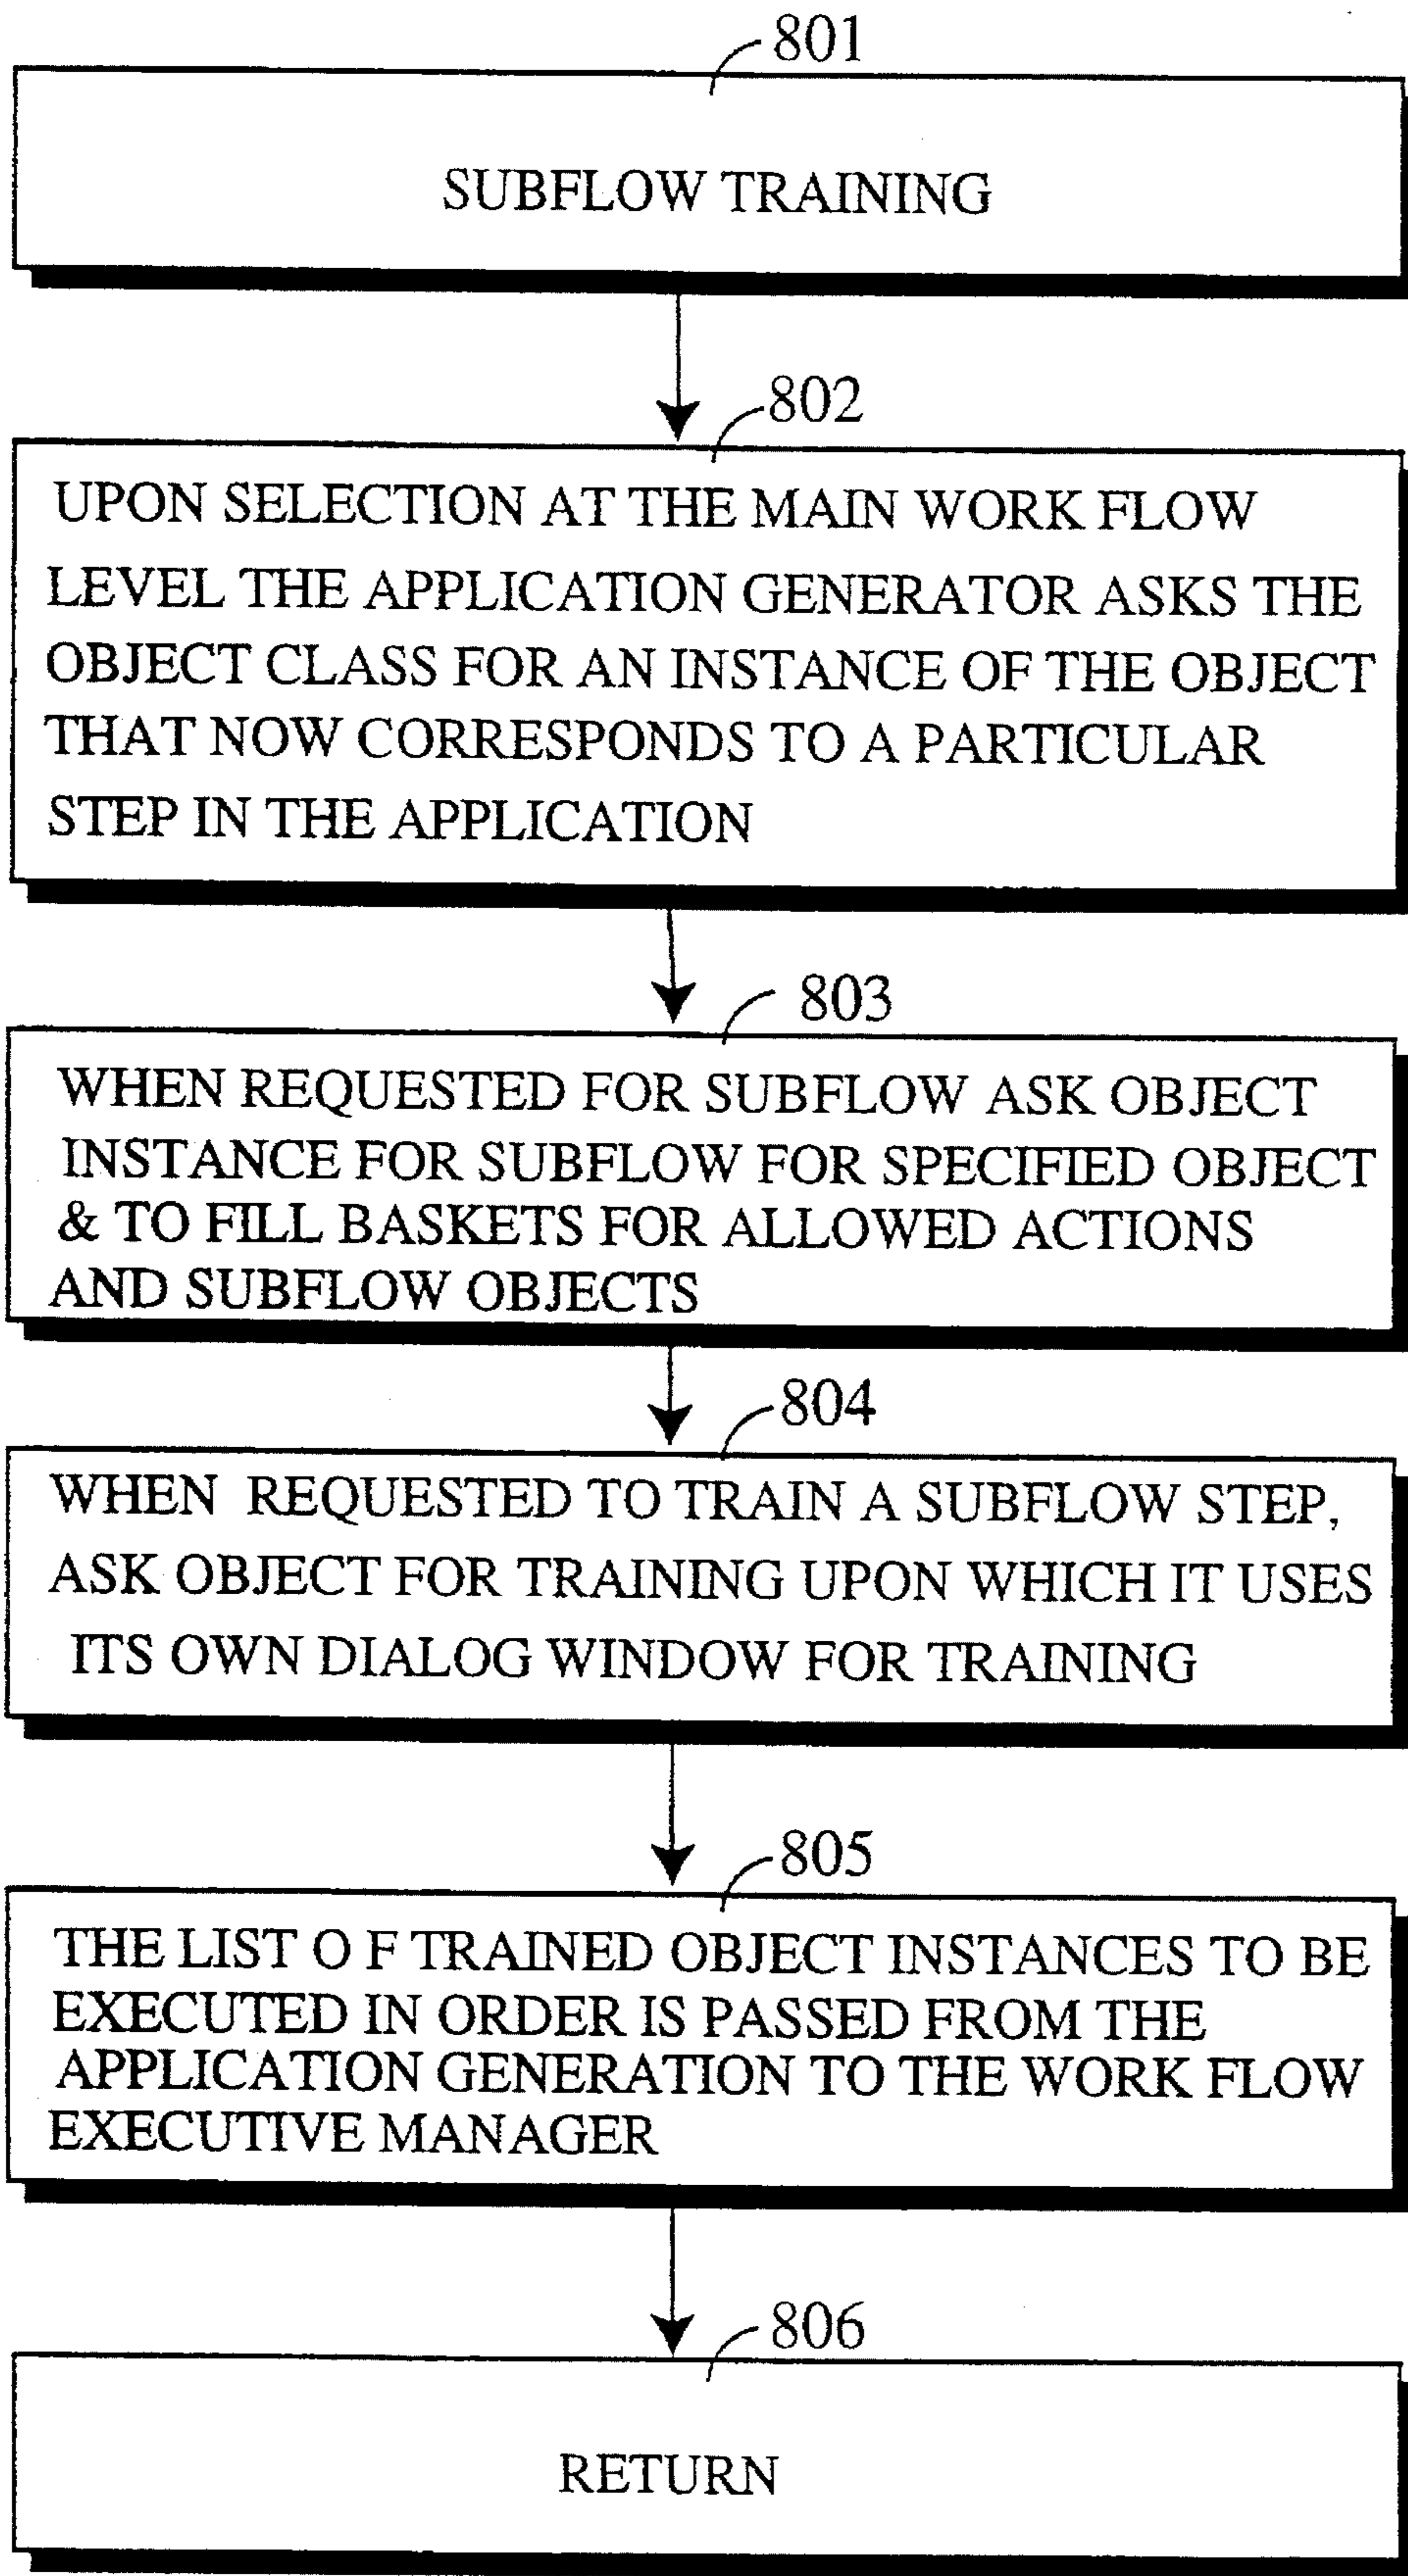 801
SUBFLOW TRAINING
802
UPON SELECTION AT THE MAIN WORK FLOW
LEVEL THE APPLICATION GENERATOR ASKS THE
OBJECT CLASS FOR AN INSTANCE OF THE OBJECT
THAT NOW CORRESPONDS TO A PARTICULAR
STEP IN THE APPLICATION
803
WHEN REQUESTED FOR SUBFLOW ASK OBJECT
INSTANCE FOR SUBFLOW FOR SPECIFIED OBJECT
& TO FILL BASKETS FOR ALLOWED ACTIONS
AND SUBFLOW OBJECTS
804
WHEN REQUESTED TO TRAIN A SUBFLOW STEP,
ASK OBJECT FOR TRAINING UPON WHICH IT USES
ITS OWN DIALOG WINDOW FOR TRAINING
805
THE LIST O F TRAINED OBJECT INSTANCES TO BE
EXECUTED IN ORDER IS PASSED FROM THE
APPLICATION GENERATION TO THE WORK FLOW
EXECUTIVE MANAGER
806
RETURN